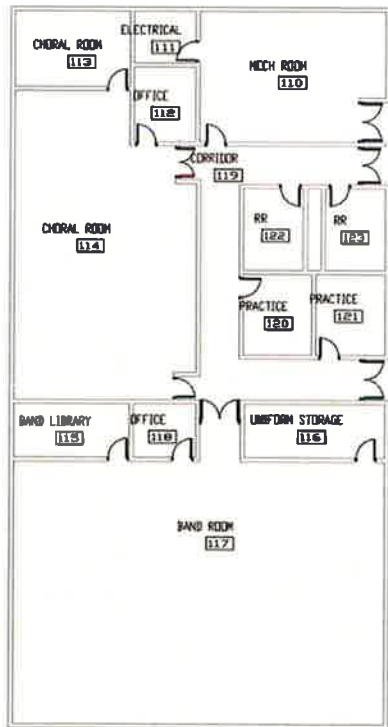 ELECTRICAL
111
CHORAL ROOM
113
MECH ROOM
110
OFFICE
112
CORRIDOR
119
CHORAL ROOM
114
RR
122
RR
123
PRACTICE
120
PRACTICE
121
BAND LIBRARY
115
OFFICE
118
UNIFORM STORAGE
116
BAND ROOM
117